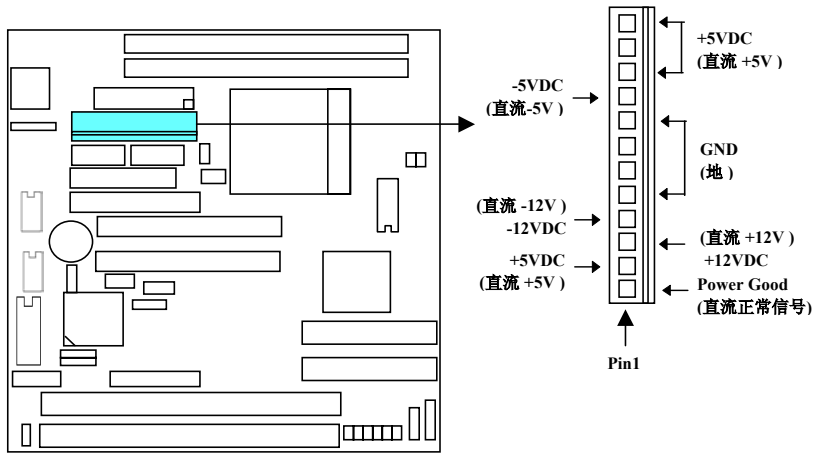 +5VDC
(直流 +5V )
-5VDC
(直流-5V )
GND
(地 )
(直流 -12V )
-12VDC
(直流 +12V )
+12VDC
+5VDC
(直流 +5V )
Power Good
(直流正常信号)
Pin1